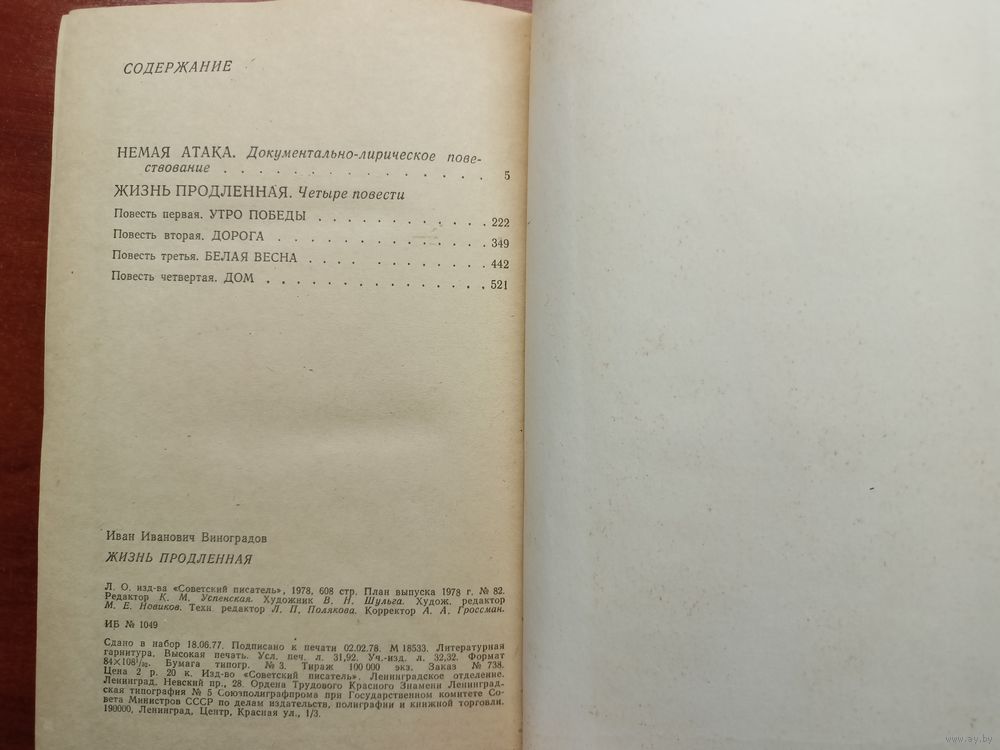 СОДЕРЖАНИЕ
НЕМАЯ АТАКА. Документально-лирическое пове-
ствование . . . . . . . . . . . . . . . 5
ЖИЗНЬ ПРОДЛЕННАЯ. Четыре повести
Повесть первая. УТРО ПОБЕДЫ . . . . . . . . . . . 222
Повесть вторая. ДОРОГА . . . . . . . . . . . . . . 349
Повесть третья. БЕЛАЯ ВЕСНА . . . . . . . . . . . 442
Повесть четвертая. ДОМ . . . . . . . . . . . . . . 521
Иван Иванович Виноградов
ЖИЗНЬ ПРОДЛЕННАЯ
Л. О. изд-ва «Советский писатель», 1978, 608 стр. План выпуска 1978 г. № 82.
Редактор К. М. Успенская. Художник В. Н. Шульга. Худож. редактор
М. Е. Новиков. Техн. редактор Л. П. Полякова. Корректор А. А. Гроссман.
ИБ № 1049
Сдано в набор 18.06.77. Подписано к печати 02.02.78. М 18533. Литературная
гарнитура. Высокая печать. Усл. печ. л. 31,92. Уч.-изд. л. 32,32. Формат
84×108¹/₃₂. Бумага типогр. № 3. Тираж 100 000 экз. Заказ № 738.
Цена 2 р. 20 к. Изд-во «Советский писатель». Ленинградское отделение.
Ленинград, Невский пр., 28. Ордена Трудового Красного Знамени Ленинград-
ская типография № 5 Союзполиграфпрома при Государственном комитете Со-
вета Министров СССР по делам издательств, полиграфии и книжной торговли.
190000, Ленинград, Центр, Красная ул., 1/3.
www.ay.by